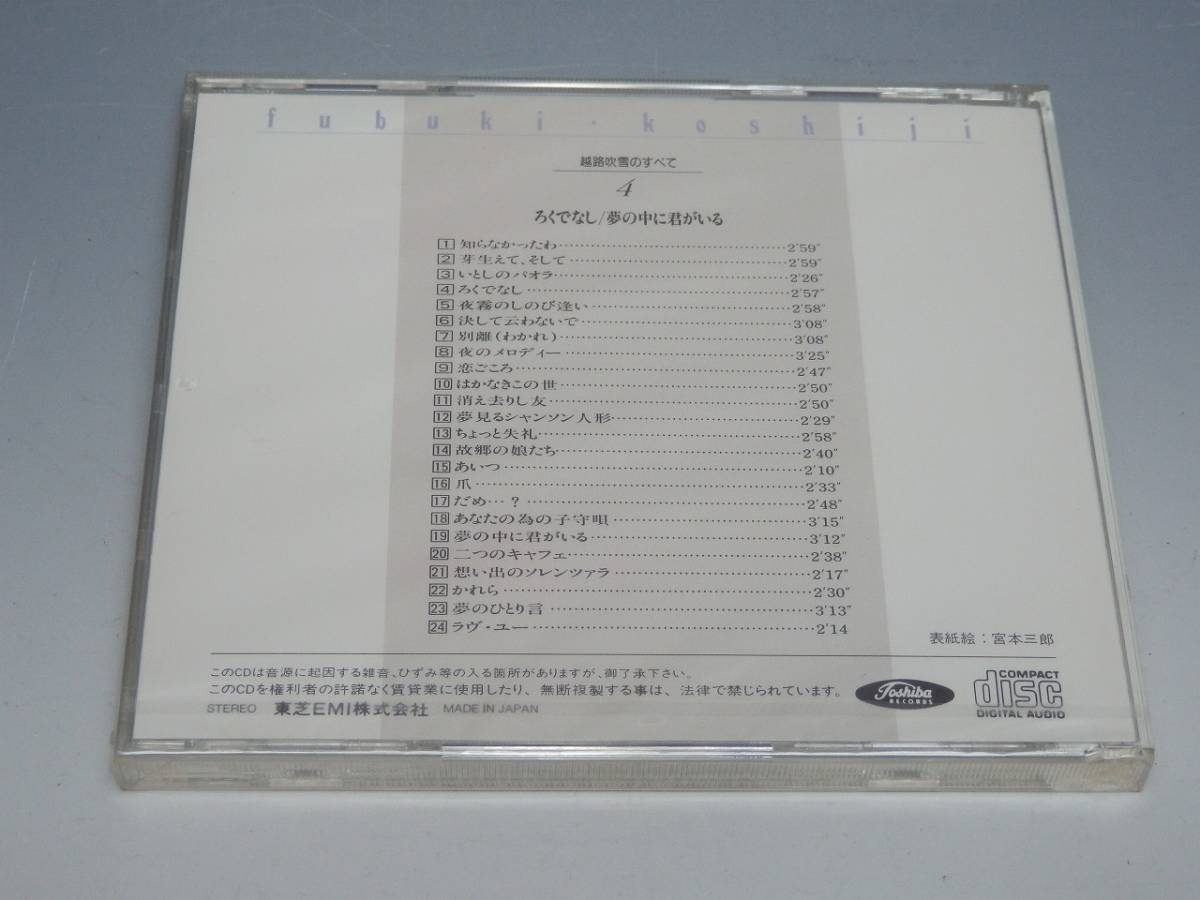 fubuki・koshiji
越路吹雪のすべて
4
ろくでなし/夢の中に君がいる
1 知らなかったわ……2'59"
2 芽生えて、そして……2'59"
3 いとしのパオラ……2'26"
4 ろくでなし……2'57"
5 夜霧のしのび逢い……2'58"
6 決して云わないで……3'08"
7 別離(わかれ)……3'08"
8 夜のメロディー……3'25"
9 恋ごころ……2'47"
10 はかなきこの世……2'50"
11 消え去りし友……2'50"
12 夢見るシャンソン人形……2'29"
13 ちょっと失礼……2'58"
14 故郷の娘たち……2'40"
15 あいつ……2'10"
16 爪……2'33"
17 だめ…?……2'48"
18 あなたの為の子守唄……3'15"
19 夢の中に君がいる……3'12"
20 二つのキャフェ……2'38"
21 想い出のソレンツァラ……2'17"
22 かれら……2'30"
23 夢のひとり言……3'13"
24 ラヴ・ユー……2'14
表紙絵:宮本三郎
このCDは音源に起因する雑音、ひずみ等の入る箇所がありますが、御了承下さい。
このCDを権利者の許諾なく賃貸業に使用したり、無断複製する事は、法律で禁じられています。
STEREO 東芝EMI株式会社 MADE IN JAPAN
Toshiba
RECORDS
COMPACT
disc
DIGITAL AUDIO